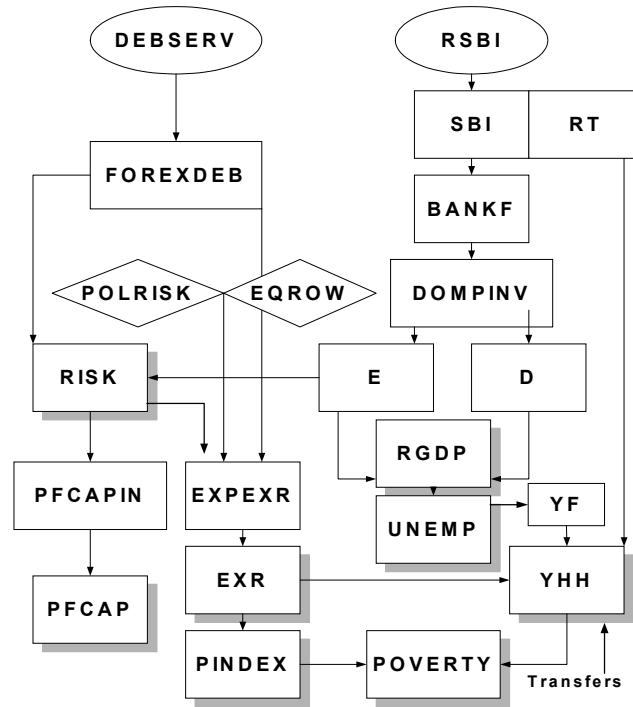 DEBSERV
RSBI
SBI
RT
FOREXDEB
BANKF
POLRISK
EQROW
DOMPINV
RISK
E
D
RGDP
PFCAPIN
EXPEXR
UNEMP
YF
PFCAP
EXR
YHH
PINDEX
POVERTY
Transfers